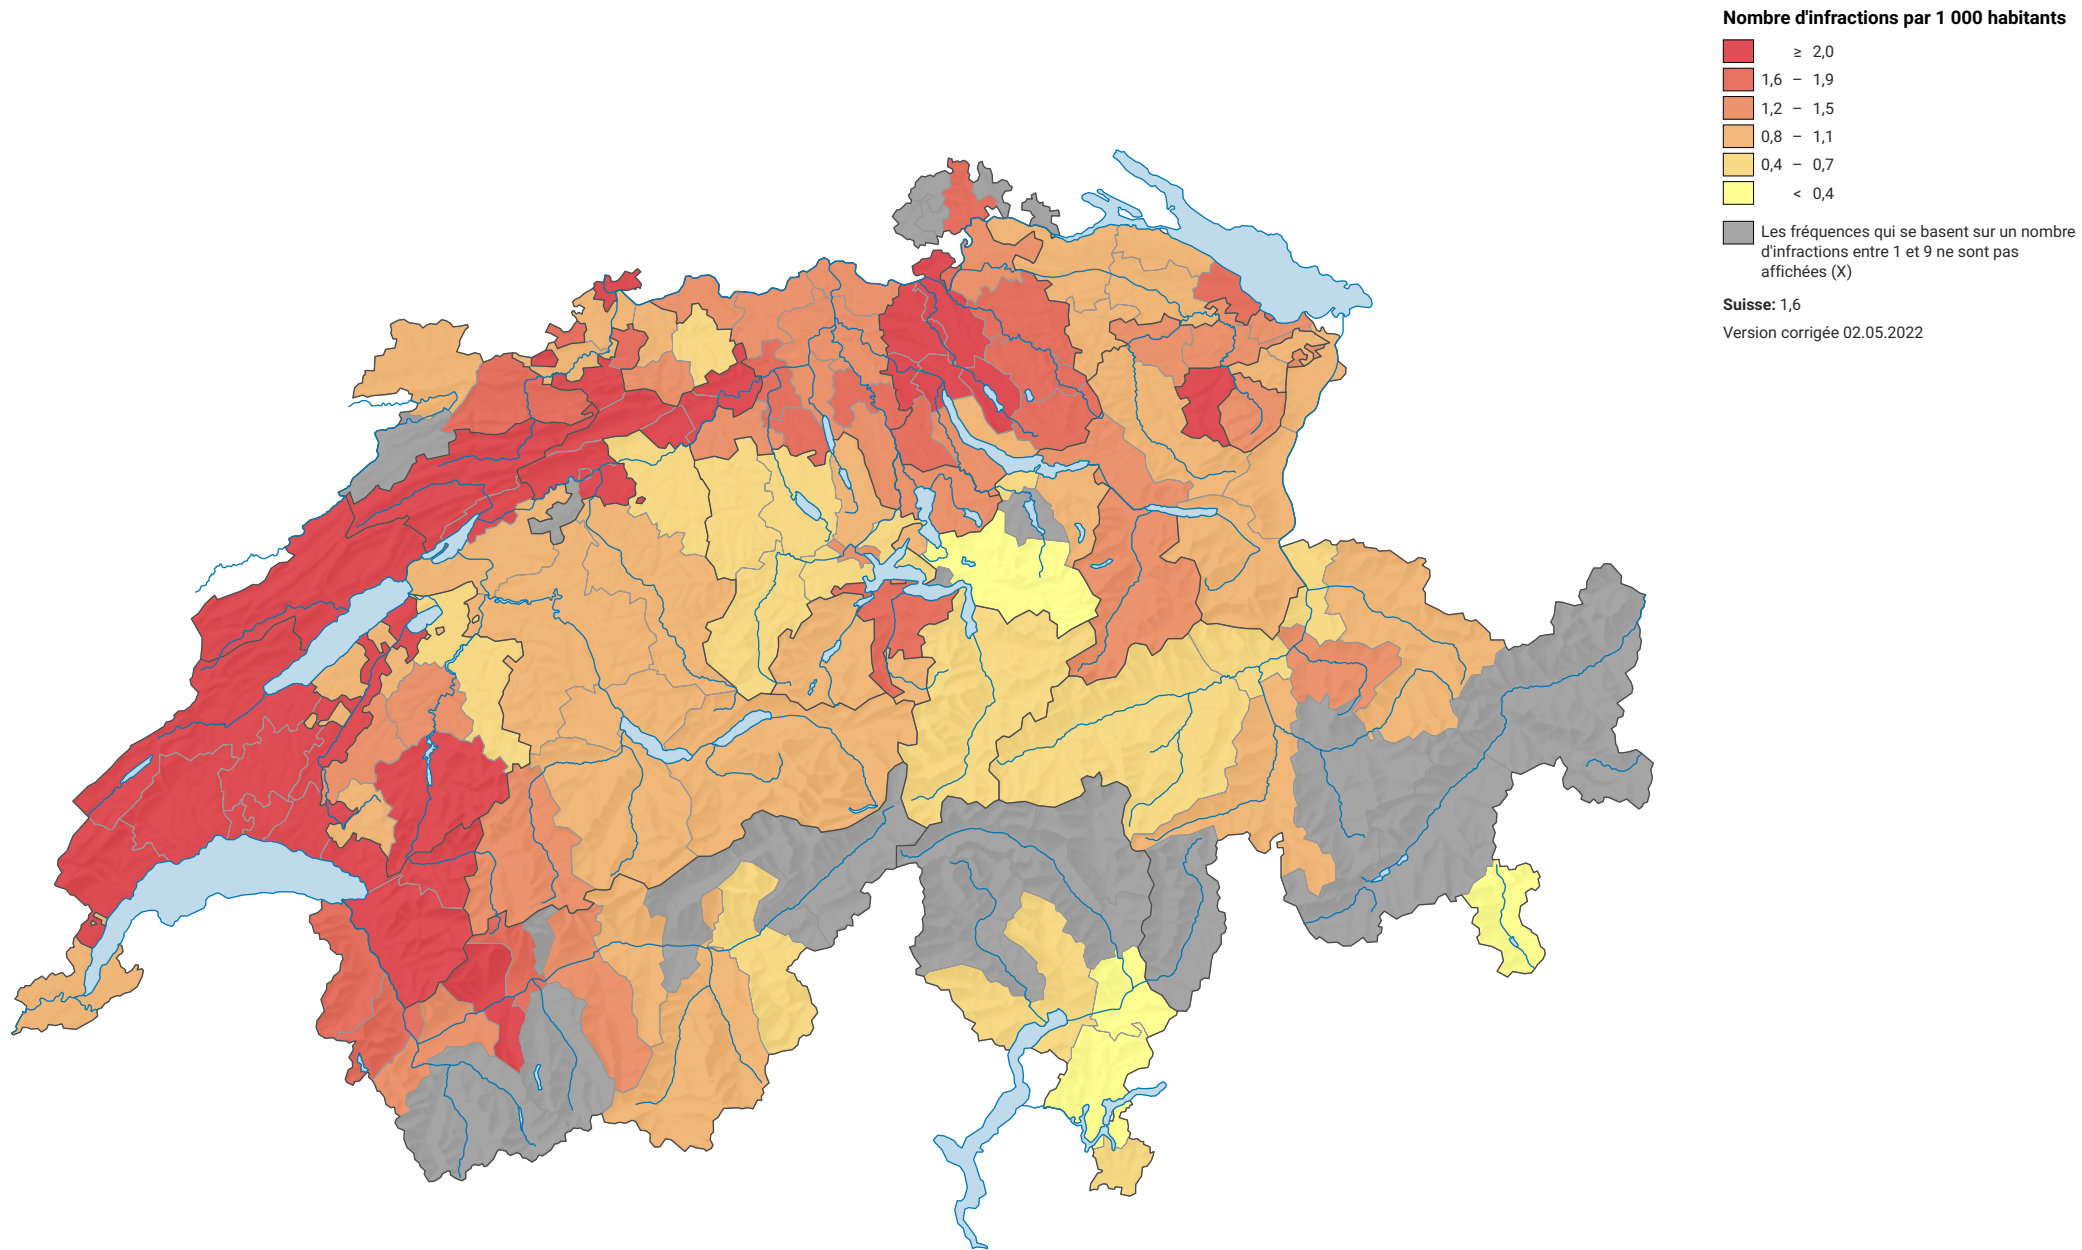 Nombre d'infractions par 1 000 habitants
≥ 2,0
1,6 – 1,9
1,2 – 1,5
0,8 – 1,1
0,4 – 0,7
< 0,4
Les fréquences qui se basent sur un nombre
d'infractions entre 1 et 9 ne sont pas
affichées (X)
Suisse: 1,6
Version corrigée 02.05.2022